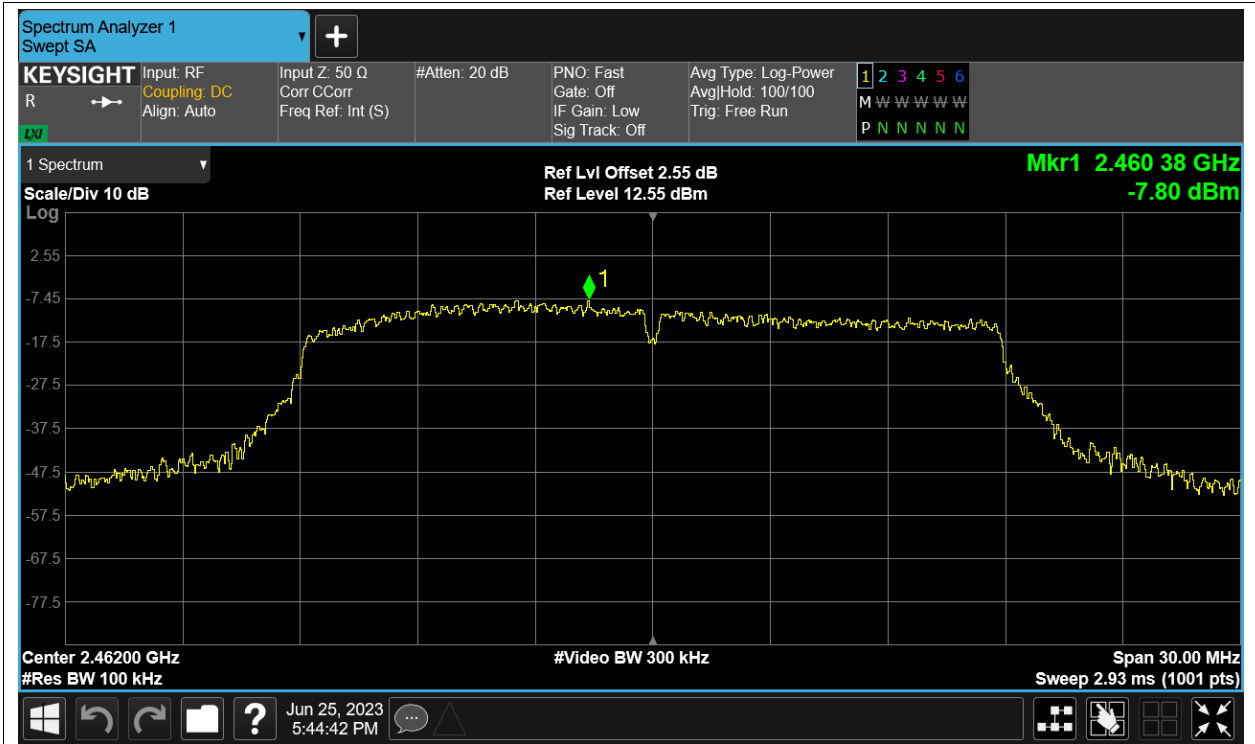 Spectrum Analyzer 1
Swept SA
KEYSIGHT
R
LXI
Input: RF
Coupling: DC
Align: Auto
Input Z: 50 Ω
Corr CCorr
Freq Ref: Int (S)
#Atten: 20 dB
PNO: Fast
Gate: Off
IF Gain: Low
Sig Track: Off
Avg Type: Log-Power
Avg|Hold: 100/100
Trig: Free Run
1 2 3 4 5 6
M W W W W W
P N N N N N
1 Spectrum
Scale/Div 10 dB
Log
Ref Lvl Offset 2.55 dB
Ref Level 12.55 dBm
Mkr1 2.460 38 GHz
-7.80 dBm
1
2.55
-7.45
-17.5
-27.5
-37.5
-47.5
-57.5
-67.5
-77.5
Center 2.46200 GHz
#Res BW 100 kHz
#Video BW 300 kHz
Span 30.00 MHz
Sweep 2.93 ms (1001 pts)
?
Jun 25, 2023
5:44:42 PM